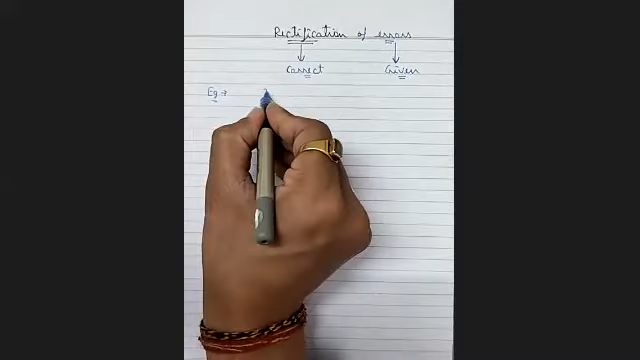 Rectification of errors
Correct Given
Eg →